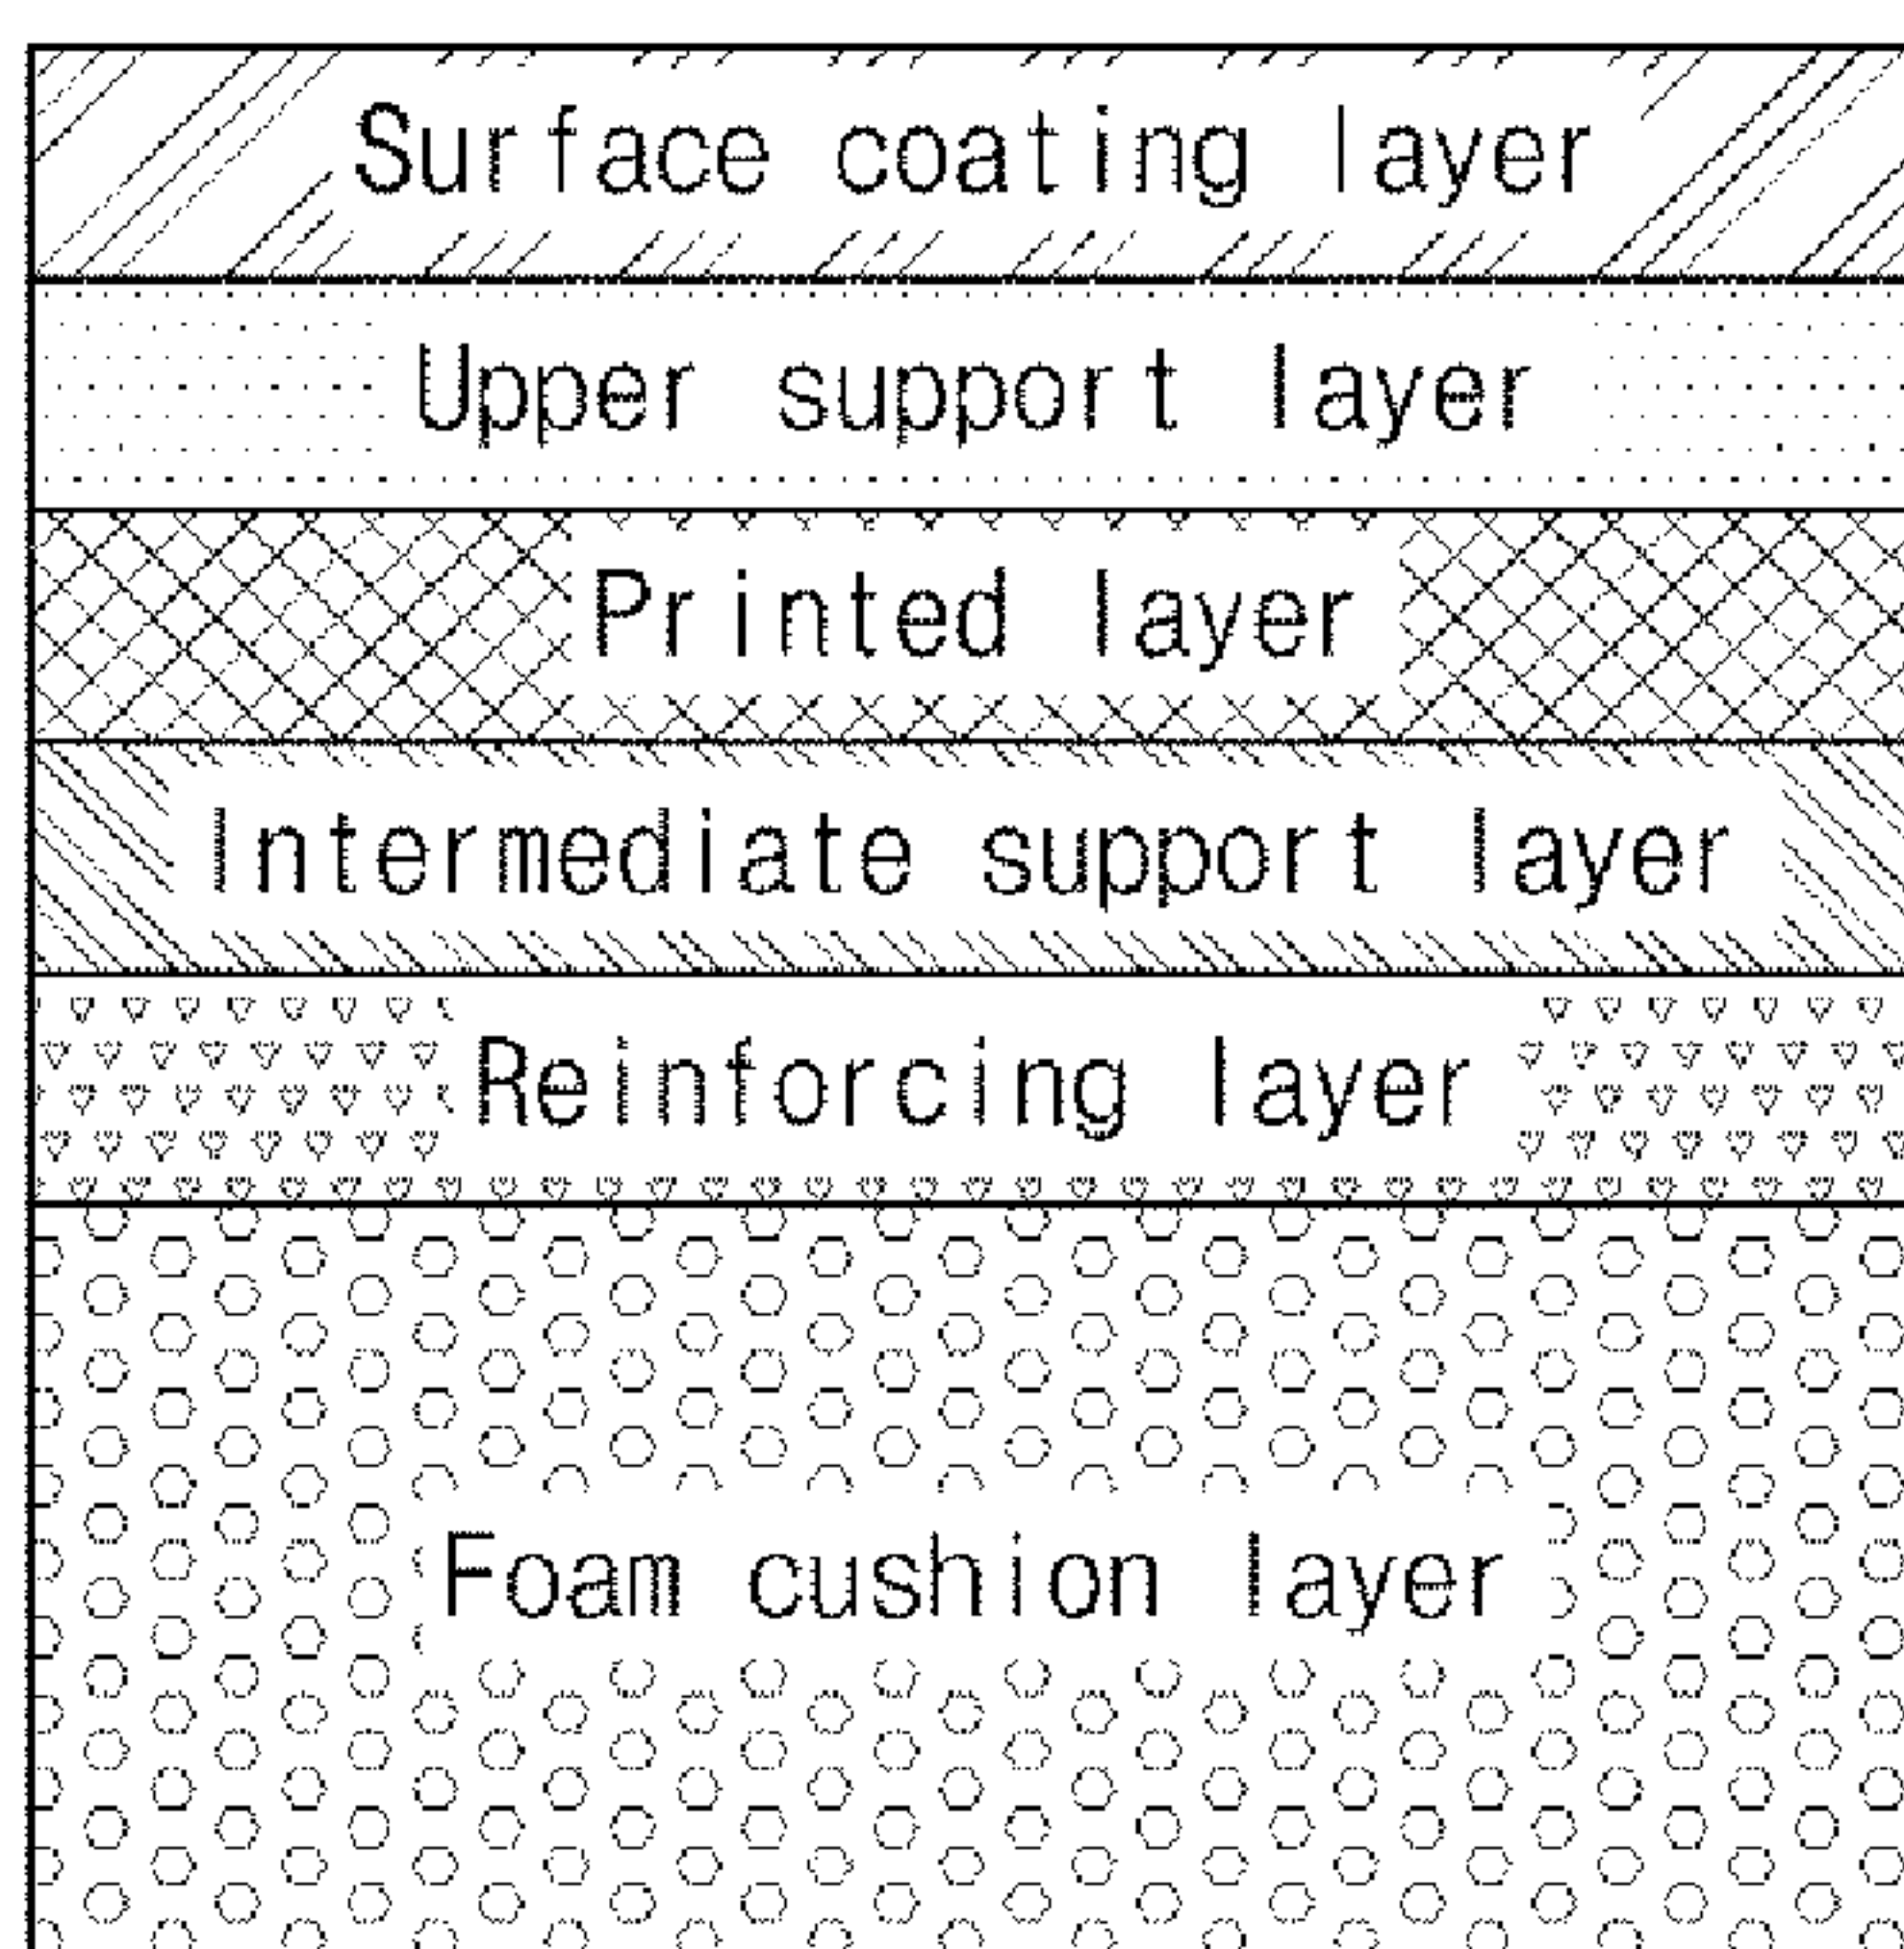 Surface coating layer
Upper support layer
Printed layer
Intermediate support layer
Reinforcing layer
Foam cushion layer